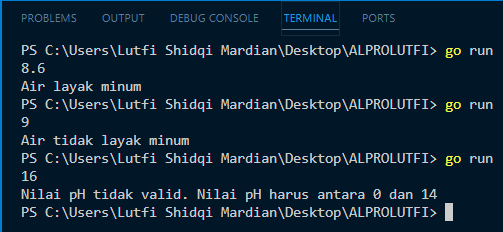 PROBLEMS OUTPUT DEBUG CONSOLE TERMINAL PORTS
PS C:\Users\Lutfi Shidqi Mardian\Desktop\ALPROLUTFI> go run
8.6
Air layak minum
PS C:\Users\Lutfi Shidqi Mardian\Desktop\ALPROLUTFI> go run
9
Air tidak layak minum
PS C:\Users\Lutfi Shidqi Mardian\Desktop\ALPROLUTFI> go run
16
Nilai pH tidak valid. Nilai pH harus antara 0 dan 14
PS C:\Users\Lutfi Shidqi Mardian\Desktop\ALPROLUTFI>